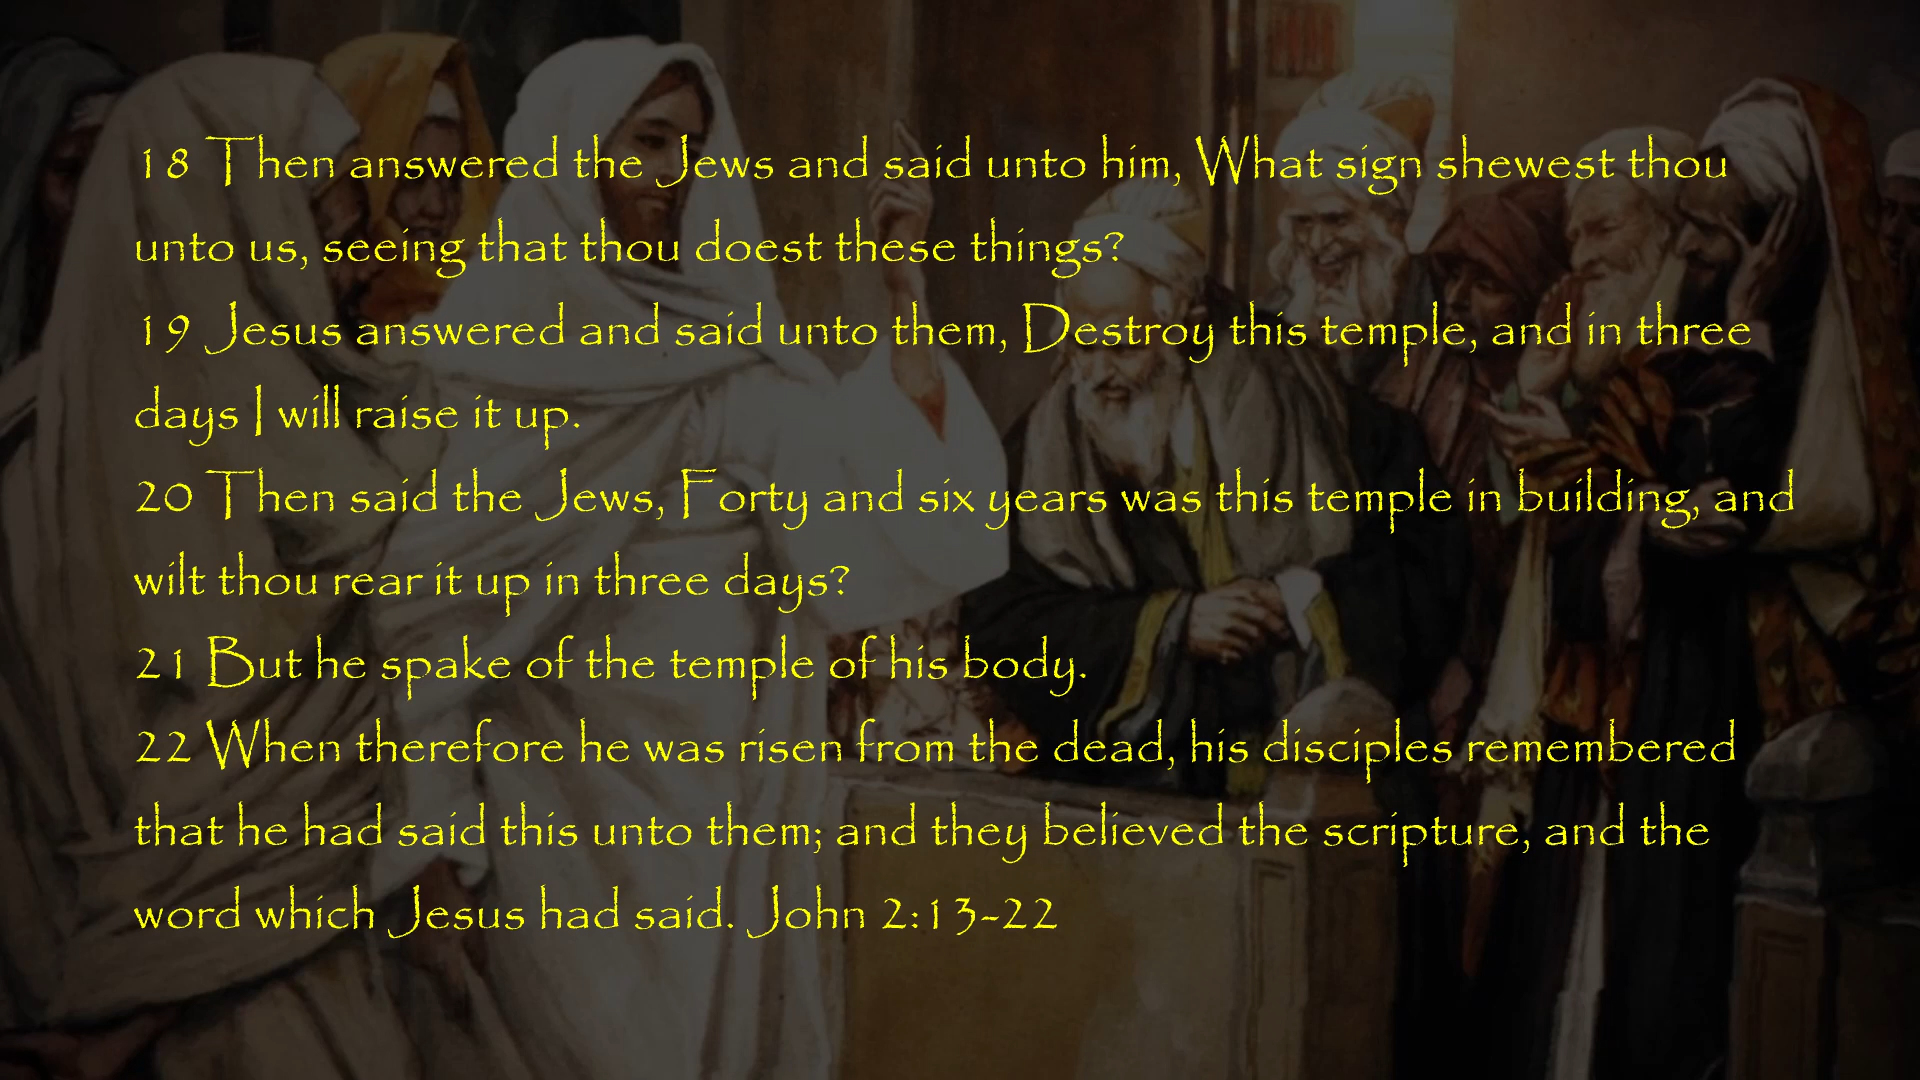 18 Then answered the Jews and said unto him, What sign shewest thou
unto us, seeing that thou doest these things?
19 Jesus answered and said unto them, Destroy this temple, and in three
days I will raise it up.
20 Then said the Jews, Forty and six years was this temple in building, and
wilt thou rear it up in three days?
21 But he spake of the temple of his body.
22 When therefore he was risen from the dead, his disciples remembered
that he had said this unto them; and they believed the scripture, and the
word which Jesus had said. John 2:13-22